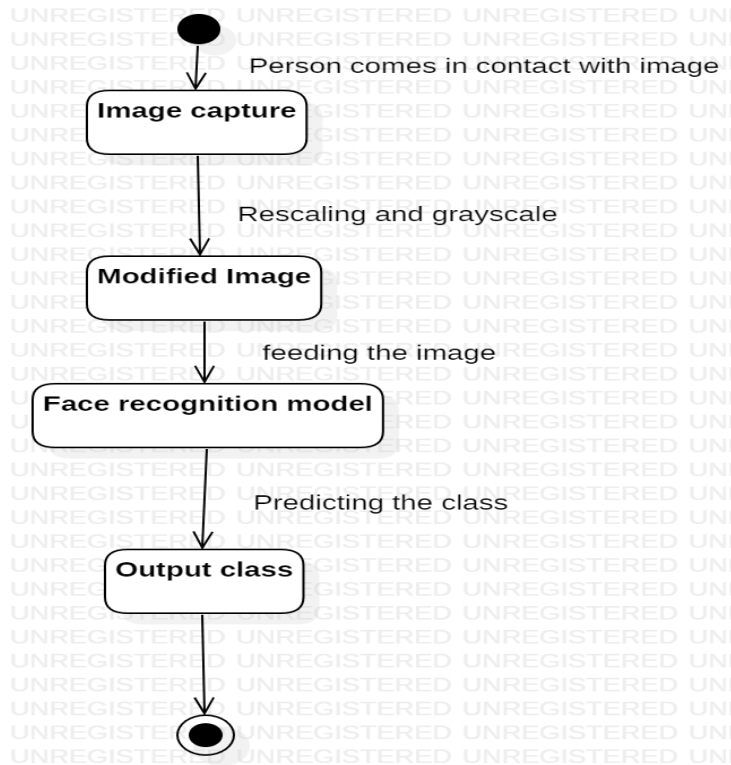 Person comes in contact with image
Image capture
Rescaling and grayscale
Modified Image
feeding the image
Face recognition model
Predicting the class
Output class
UNREGISTERED